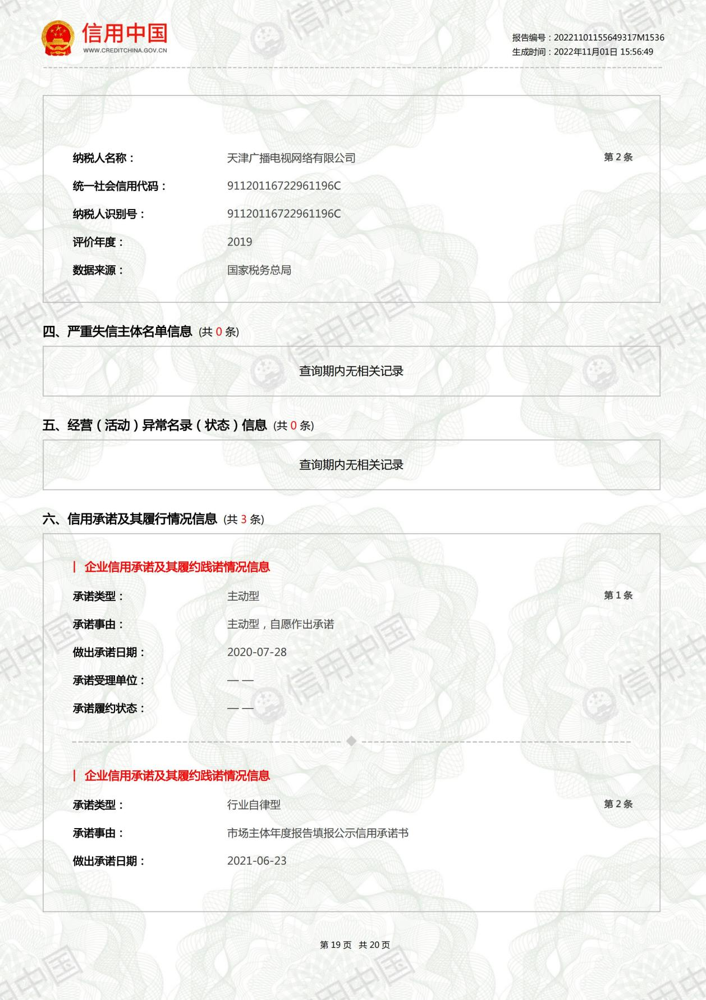 信用中国
WWW.CREDITCHINA.GOV.CN
报告编号：20221101155649317M1536
生成时间：2022年11月01日 15:56:49
纳税人名称： 天津广播电视网络有限公司 第 2 条
统一社会信用代码： 91120116722961196C
纳税人识别号： 91120116722961196C
评价年度： 2019
数据来源： 国家税务总局
四、严重失信主体名单信息 (共 0 条)
查询期内无相关记录
五、经营（活动）异常名录（状态）信息 (共 0 条)
查询期内无相关记录
六、信用承诺及其履行情况信息 (共 3 条)
企业信用承诺及其履约践诺情况信息
承诺类型： 主动型 第 1 条
承诺事由： 主动型，自愿作出承诺
做出承诺日期： 2020-07-28
承诺受理单位： — —
承诺履约状态： — —
企业信用承诺及其履约践诺情况信息
承诺类型： 行业自律型 第 2 条
承诺事由： 市场主体年度报告填报公示信用承诺书
做出承诺日期： 2021-06-23
第 19 页 共 20 页